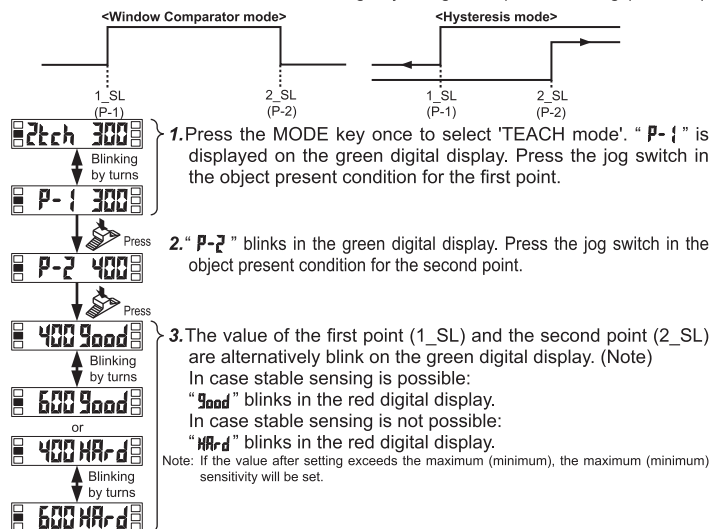 <Window Comparator mode>
<Hysteresis mode>
1_SL
(P-1)
2_SL
(P-2)
1_SL
(P-1)
2_SL
(P-2)
2tch 300
Blinking
by turns
P-1 300
Press
P-2 400
Press
400 good
Blinking
by turns
600 good
or
400 HArd
Blinking
by turns
600 HArd
1.Press the MODE key once to select 'TEACH mode'. “ P-1 ” is
displayed on the green digital display. Press the jog switch in
the object present condition for the first point.
2.“ P-2 ” blinks in the green digital display. Press the jog switch in the
object present condition for the second point.
3.The value of the first point (1_SL) and the second point (2_SL)
are alternatively blink on the green digital display. (Note)
In case stable sensing is possible:
“ good ” blinks in the red digital display.
In case stable sensing is not possible:
“ HArd ” blinks in the red digital display.
Note: If the value after setting exceeds the maximum (minimum), the maximum (minimum)
sensitivity will be set.